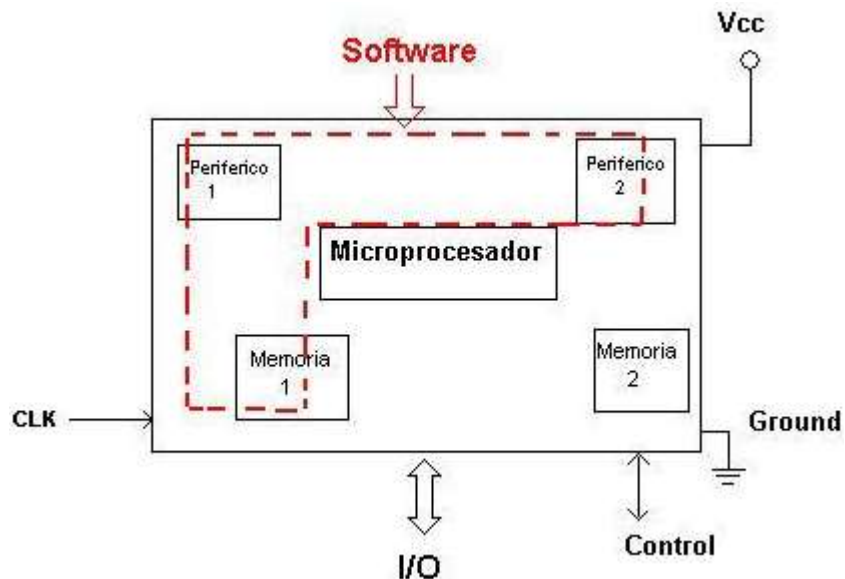 Vcc
Software
Periferico
1
Periferico
2
Microprocesador
Memoria
1
Memoria
2
CLK
Ground
Control
I/O